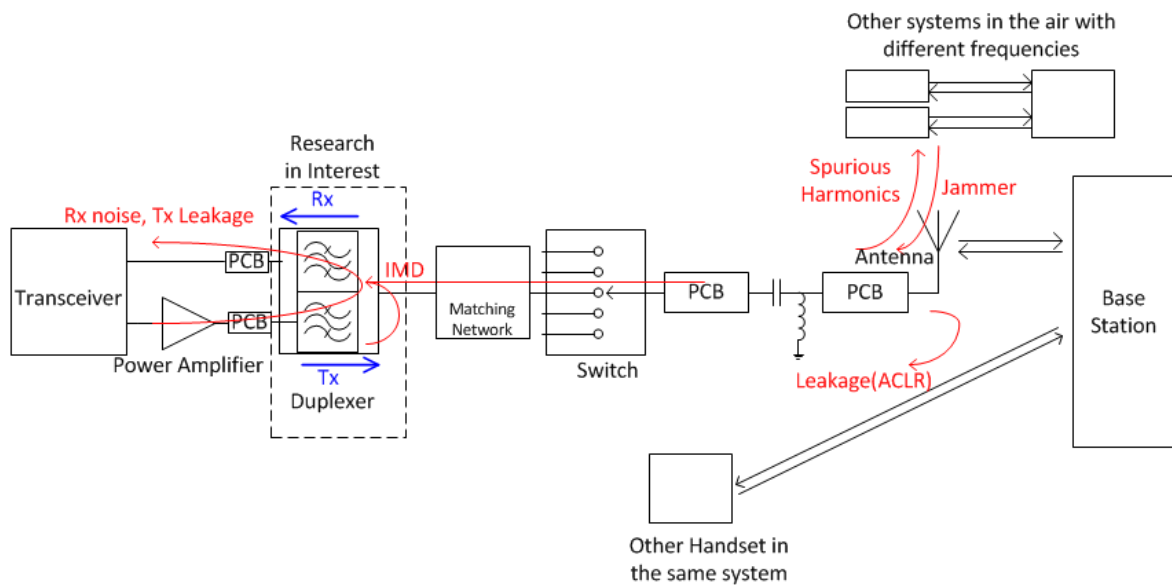 Other systems in the air with
different frequencies
Research
in Interest
Spurious
Harmonics
Jammer
Rx
Rx noise, Tx Leakage
PCB
Antenna
IMD
Transceiver
PCB
PCB
Matching
Network
PCB
Base
Station
Power Amplifier
Tx
Duplexer
Switch
Leakage(ACLR)
Other Handset in
the same system